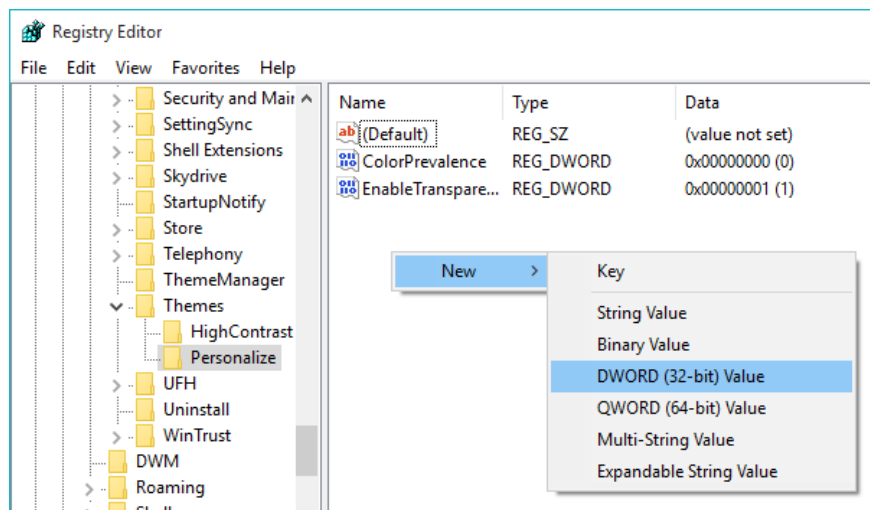 Registry Editor
File Edit View Favorites Help
Security and Mair
SettingSync
Shell Extensions
Skydrive
StartupNotify
Store
Telephony
ThemeManager
Themes
HighContrast
Personalize
UFH
Uninstall
WinTrust
DWM
Roaming
Name Type Data
ab (Default) REG_SZ (value not set)
ColorPrevalence REG_DWORD 0x00000000 (0)
EnableTranspare... REG_DWORD 0x00000001 (1)
New
Key
String Value
Binary Value
DWORD (32-bit) Value
QWORD (64-bit) Value
Multi-String Value
Expandable String Value